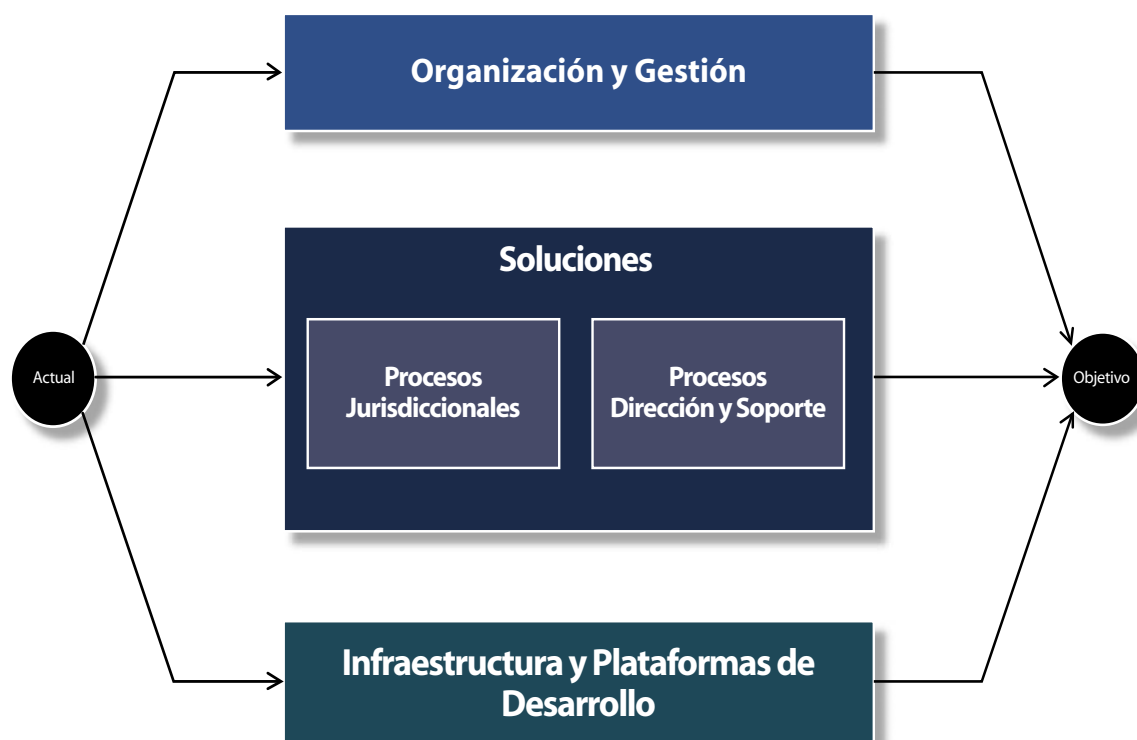 Organización y Gestión
Soluciones
Procesos
Jurisdiccionales
Procesos
Dirección y Soporte
Actual
Objetivo
Infraestructura y Plataformas de
Desarrollo